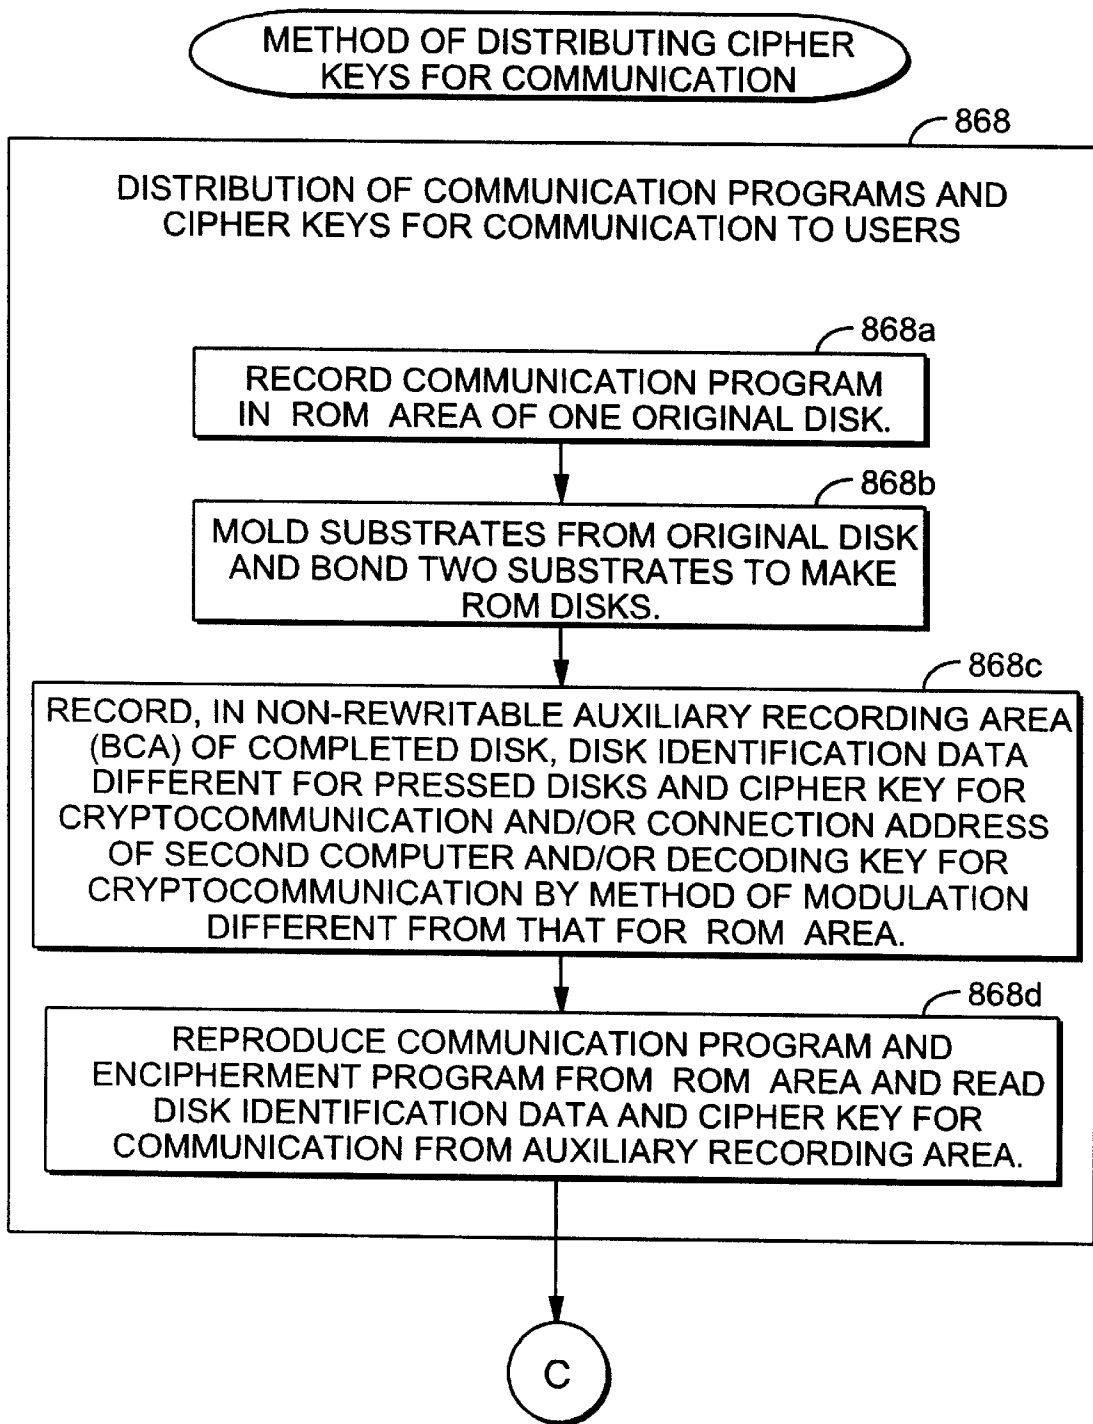 METHOD OF DISTRIBUTING CIPHER
KEYS FOR COMMUNICATION
868
DISTRIBUTION OF COMMUNICATION PROGRAMS AND
CIPHER KEYS FOR COMMUNICATION TO USERS
868a
RECORD COMMUNICATION PROGRAM
IN ROM AREA OF ONE ORIGINAL DISK.
868b
MOLD SUBSTRATES FROM ORIGINAL DISK
AND BOND TWO SUBSTRATES TO MAKE
ROM DISKS.
868c
RECORD, IN NON-REWRITABLE AUXILIARY RECORDING AREA
(BCA) OF COMPLETED DISK, DISK IDENTIFICATION DATA
DIFFERENT FOR PRESSED DISKS AND CIPHER KEY FOR
CRYPTOCOMMUNICATION AND/OR CONNECTION ADDRESS
OF SECOND COMPUTER AND/OR DECODING KEY FOR
CRYPTOCOMMUNICATION BY METHOD OF MODULATION
DIFFERENT FROM THAT FOR ROM AREA.
868d
REPRODUCE COMMUNICATION PROGRAM AND
ENCIPHERMENT PROGRAM FROM ROM AREA AND READ
DISK IDENTIFICATION DATA AND CIPHER KEY FOR
COMMUNICATION FROM AUXILIARY RECORDING AREA.
C